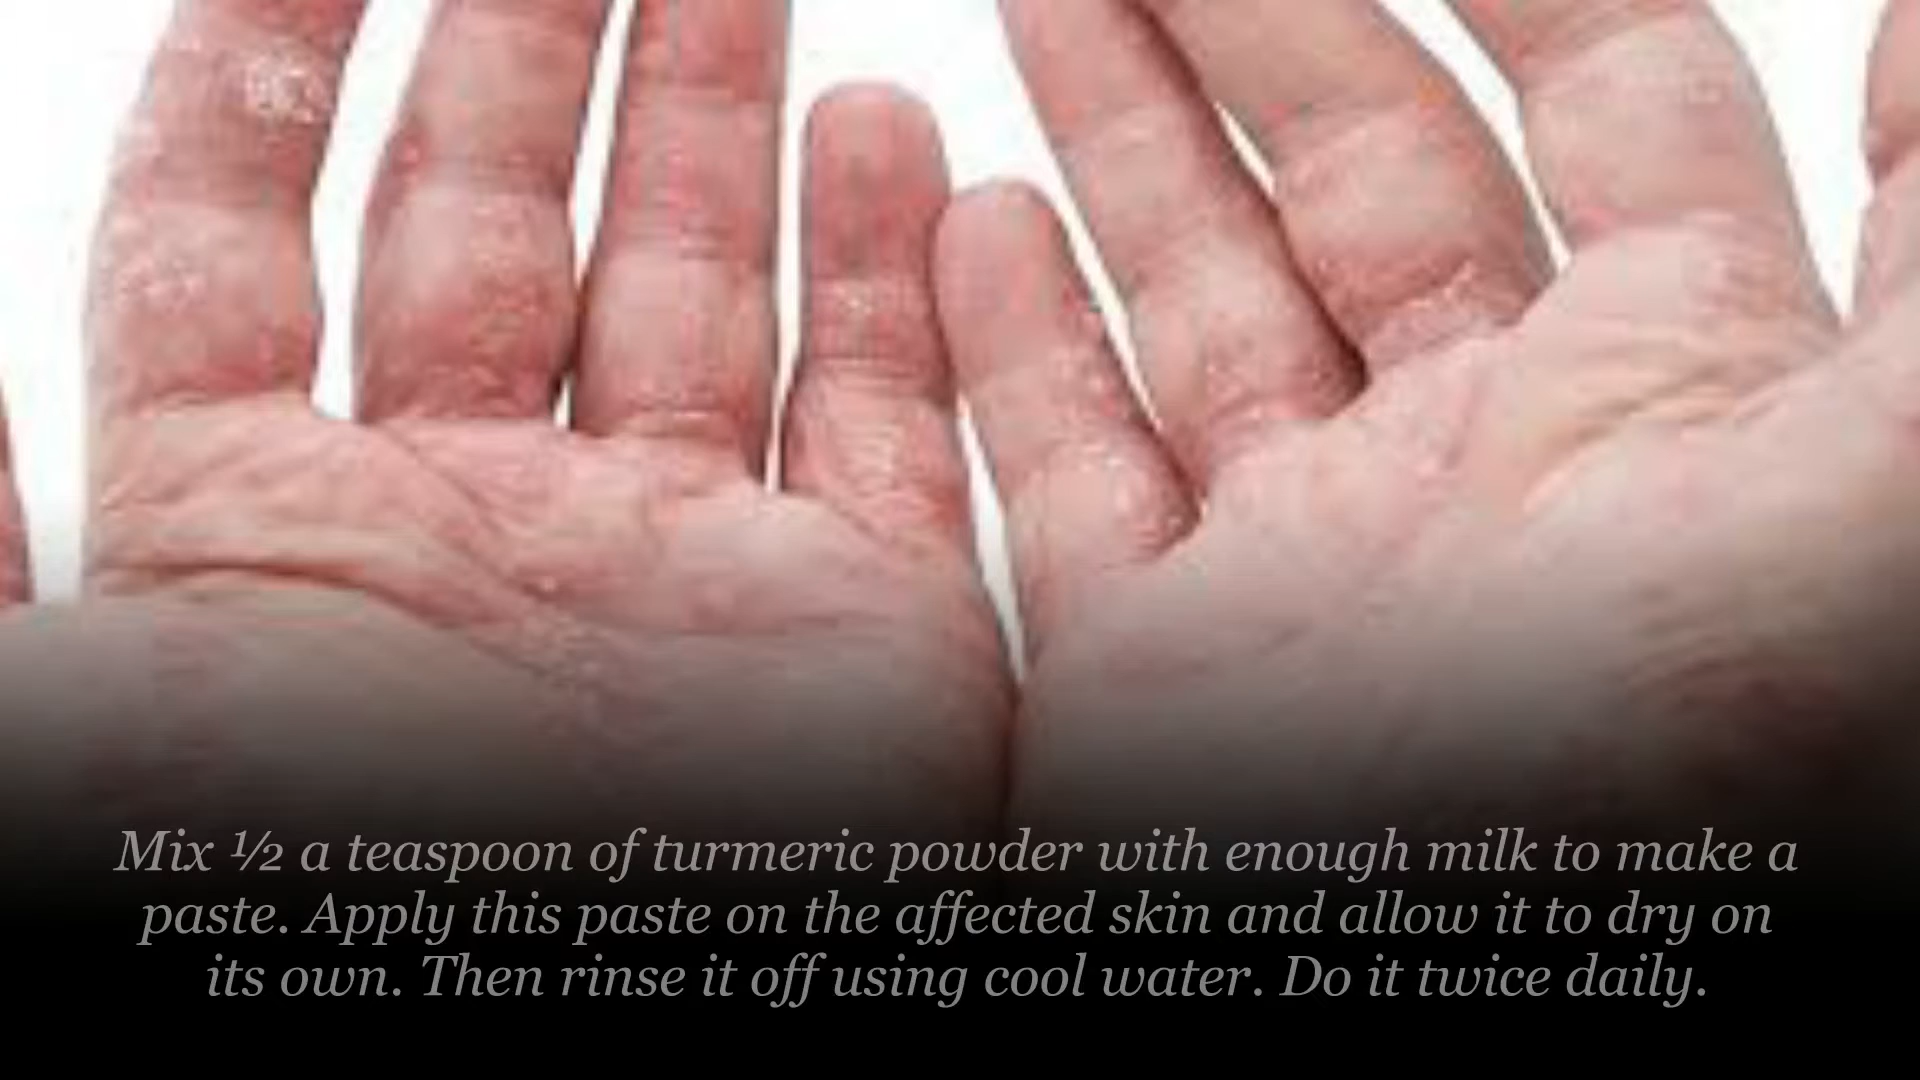 Mix ½ a teaspoon of turmeric powder with enough milk to make a
paste. Apply this paste on the affected skin and allow it to dry on
its own. Then rinse it off using cool water. Do it twice daily.